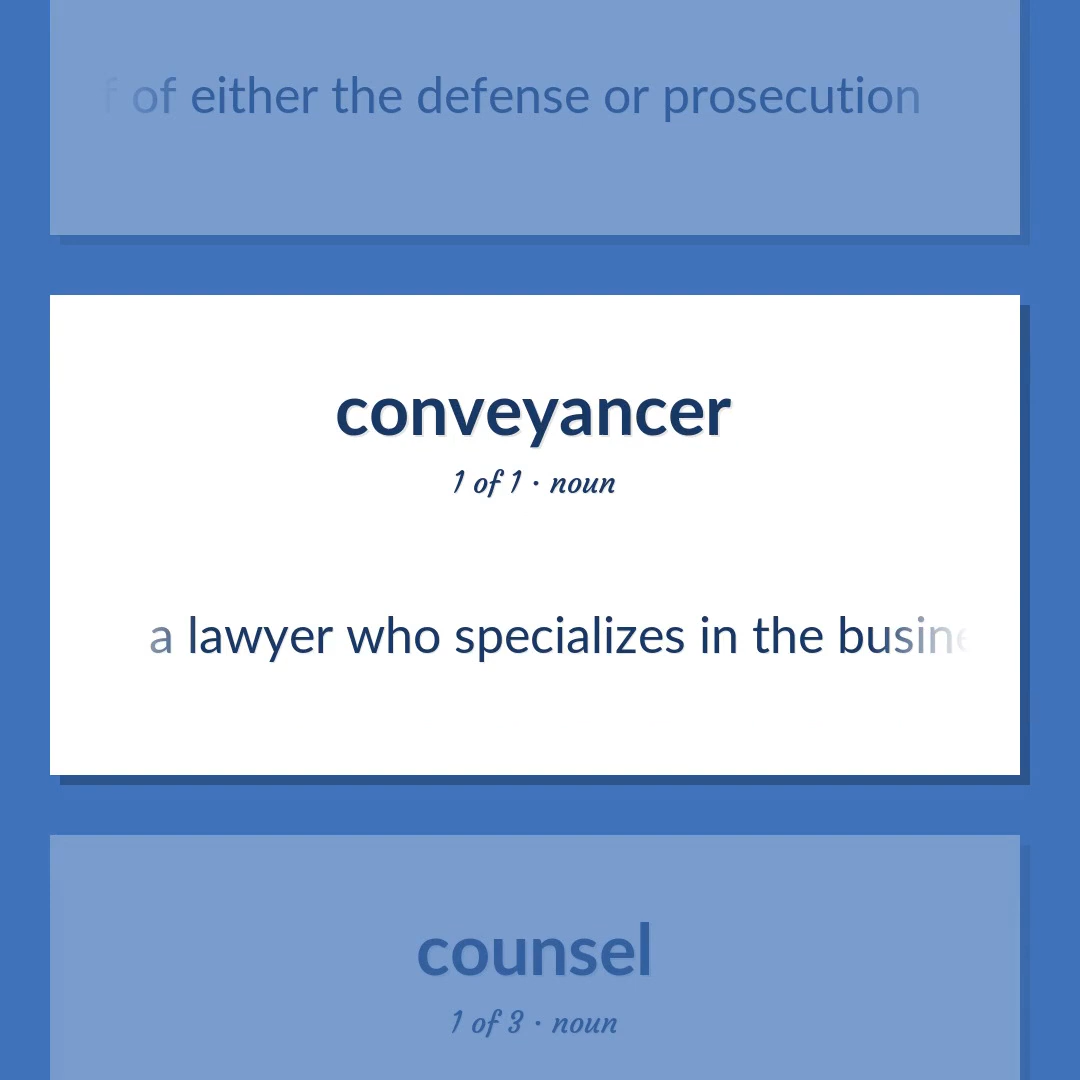 of either the defense or prosecution
conveyancer
1 of 1 · noun
a lawyer who specializes in the
counsel
1 of 3 · noun